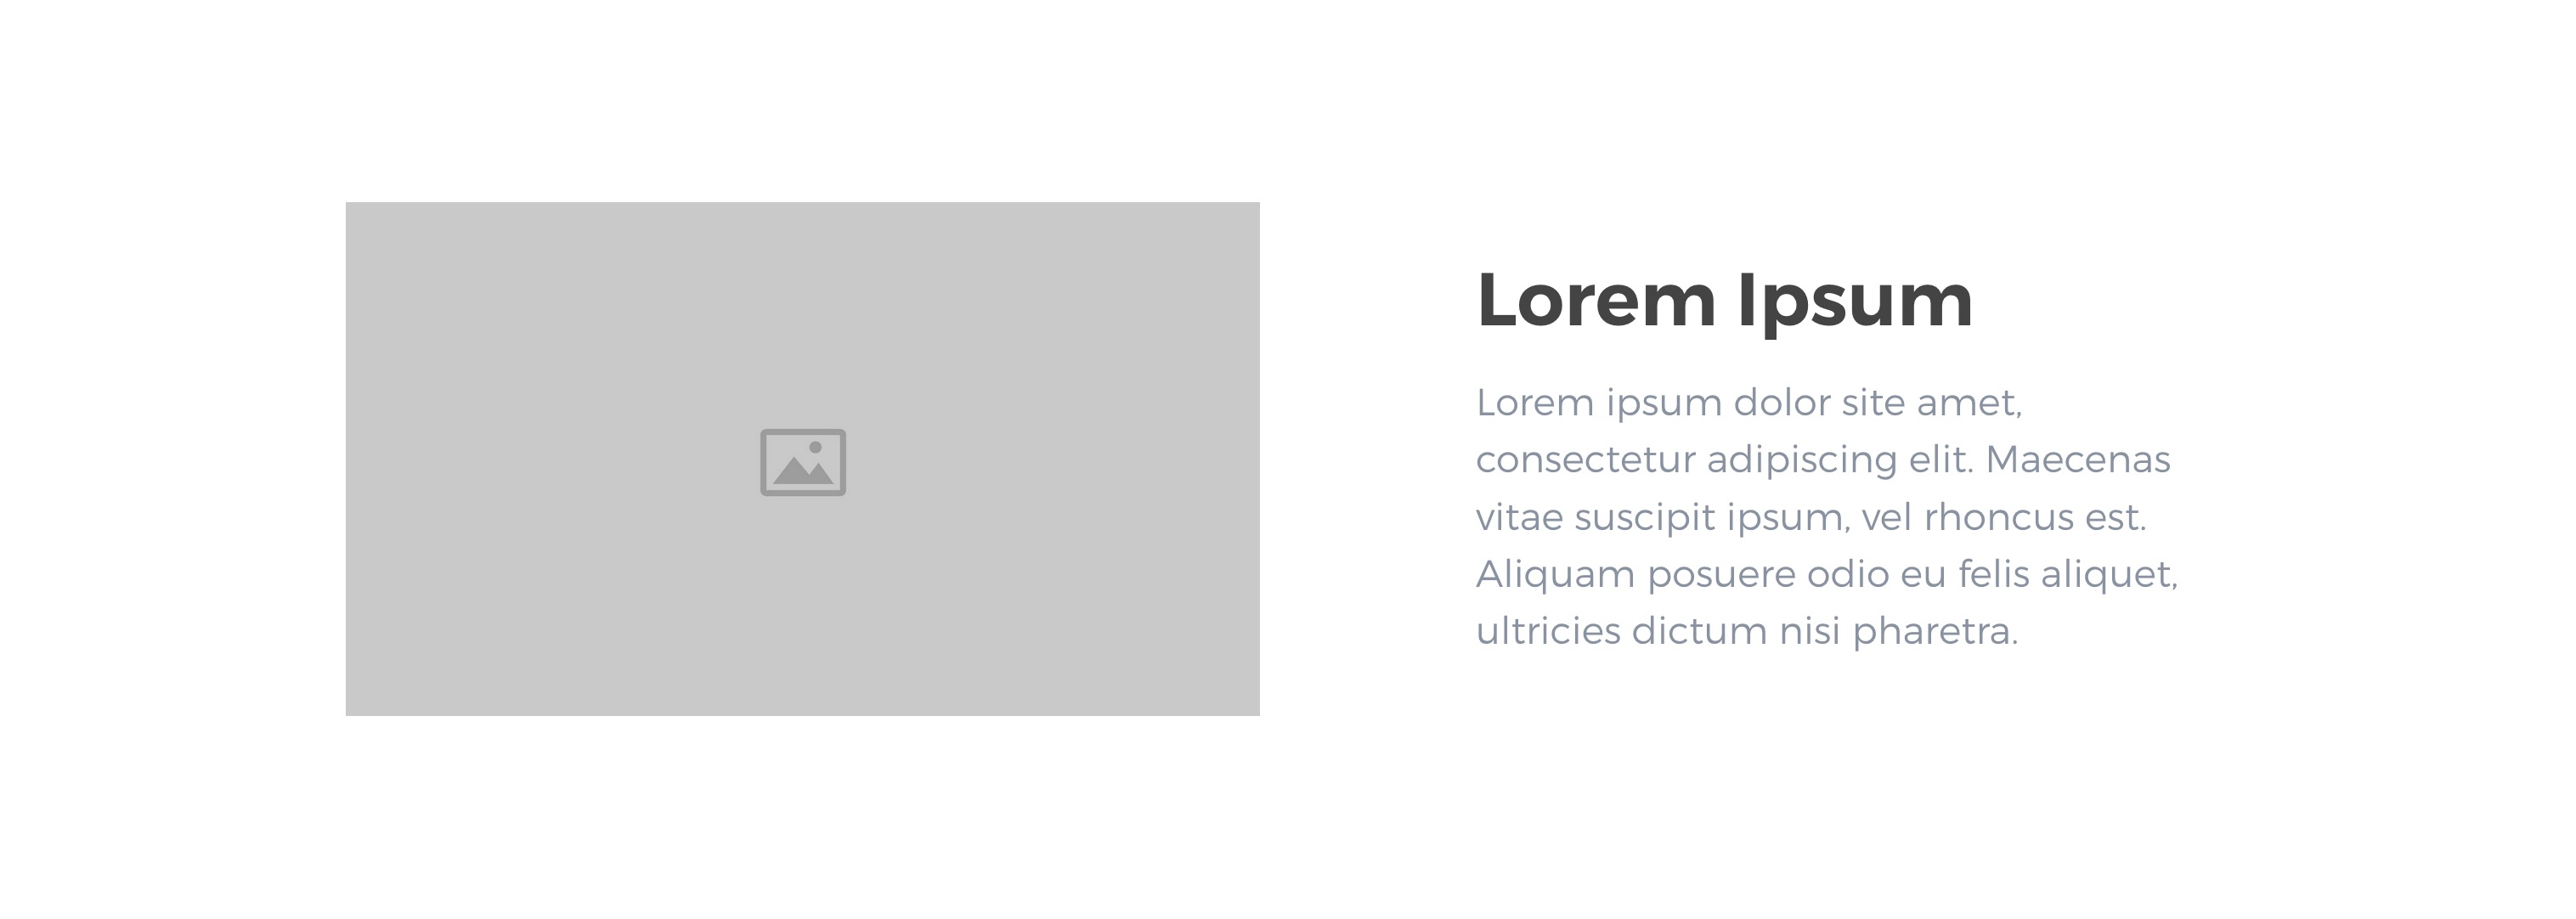 Lorem Ipsum
Lorem ipsum dolor site amet,
consectetur adipiscing elit. Maecenas
vitae suscipit ipsum, vel rhoncus est.
Aliquam posuere odio eu felis aliquet,
ultricies dictum nisi pharetra.